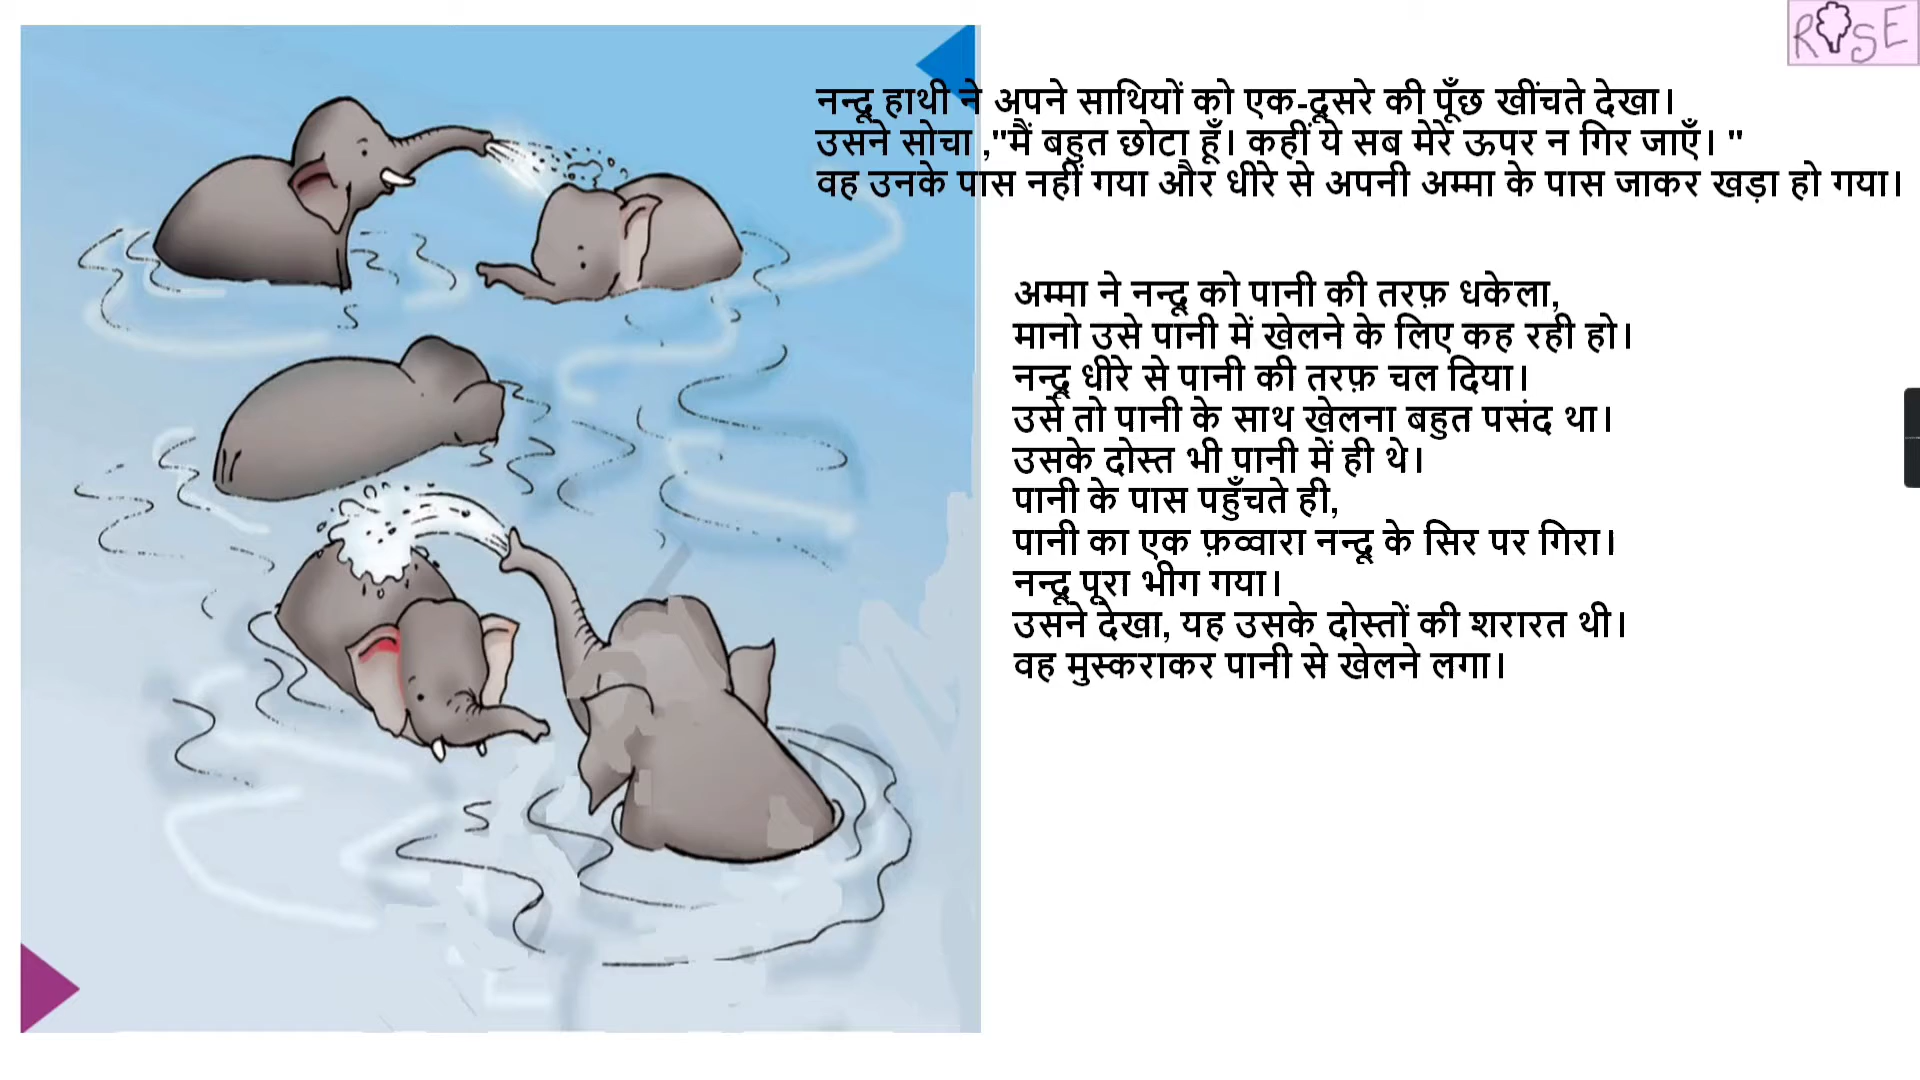 नन्दू हाथी ने अपने साथियों को एक-दूसरे की पूँछ खींचते देखा।
उसने सोचा ,"मैं बहुत छोटा हूँ। कहीं ये सब मेरे ऊपर न गिर जाएँ। "
वह उनके पास नहीं गया और धीरे से अपनी अम्मा के पास जाकर खड़ा हो गया।
अम्मा ने नन्दू को पानी की तरफ़ धकेला,
मानो उसे पानी में खेलने के लिए कह रही हो।
नन्दू धीरे से पानी की तरफ़ चल दिया।
उसे तो पानी के साथ खेलना बहुत पसंद था।
उसके दोस्त भी पानी में ही थे।
पानी के पास पहुँचते ही,
पानी का एक फ़व्वारा नन्दू के सिर पर गिरा।
नन्दू पूरा भीग गया।
उसने देखा, यह उसके दोस्तों की शरारत थी।
वह मुस्कराकर पानी से खेलने लगा।
ROSE